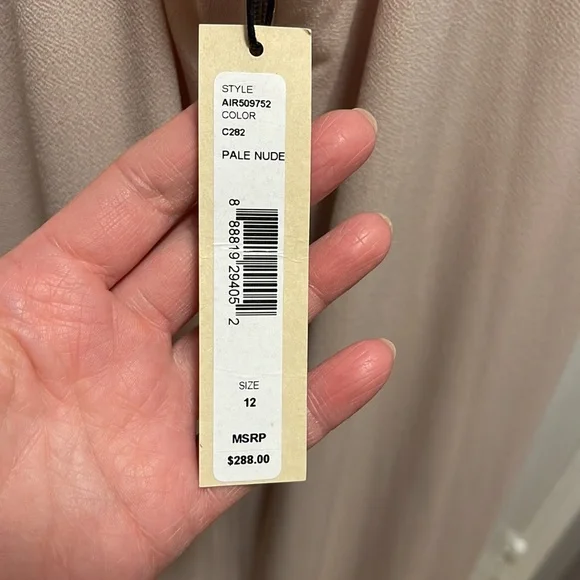 STYLE
AIR509752
COLOR
C282
PALE NUDE
8 88819 29405 2
SIZE
12
MSRP
$288.00